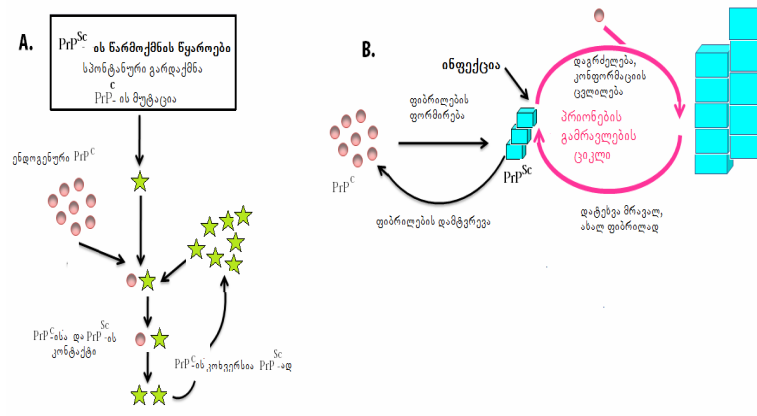 A.
PrP^Sc-ის წარმოქმნის წყაროები
სპონტანური გარდაქმნა
PrP^C-ის მუტაცია
ენდოგენური PrP^C
PrP^C-ისა და PrP^Sc-ის
კონტაქტი
PrP^C-ის კოხვერსია PrP^Sc-ად
B.
ინფექცია
ფიბრილების
ფორმირება
PrP^C
PrP^Sc
ფიბრილების დამტვრევა
დაგრძელება,
კონფორმაციის
ცვლილება
პრიონების
გამრავლების
ციკლი
დატეხვა მრავალ,
ახალ ფიბრილად